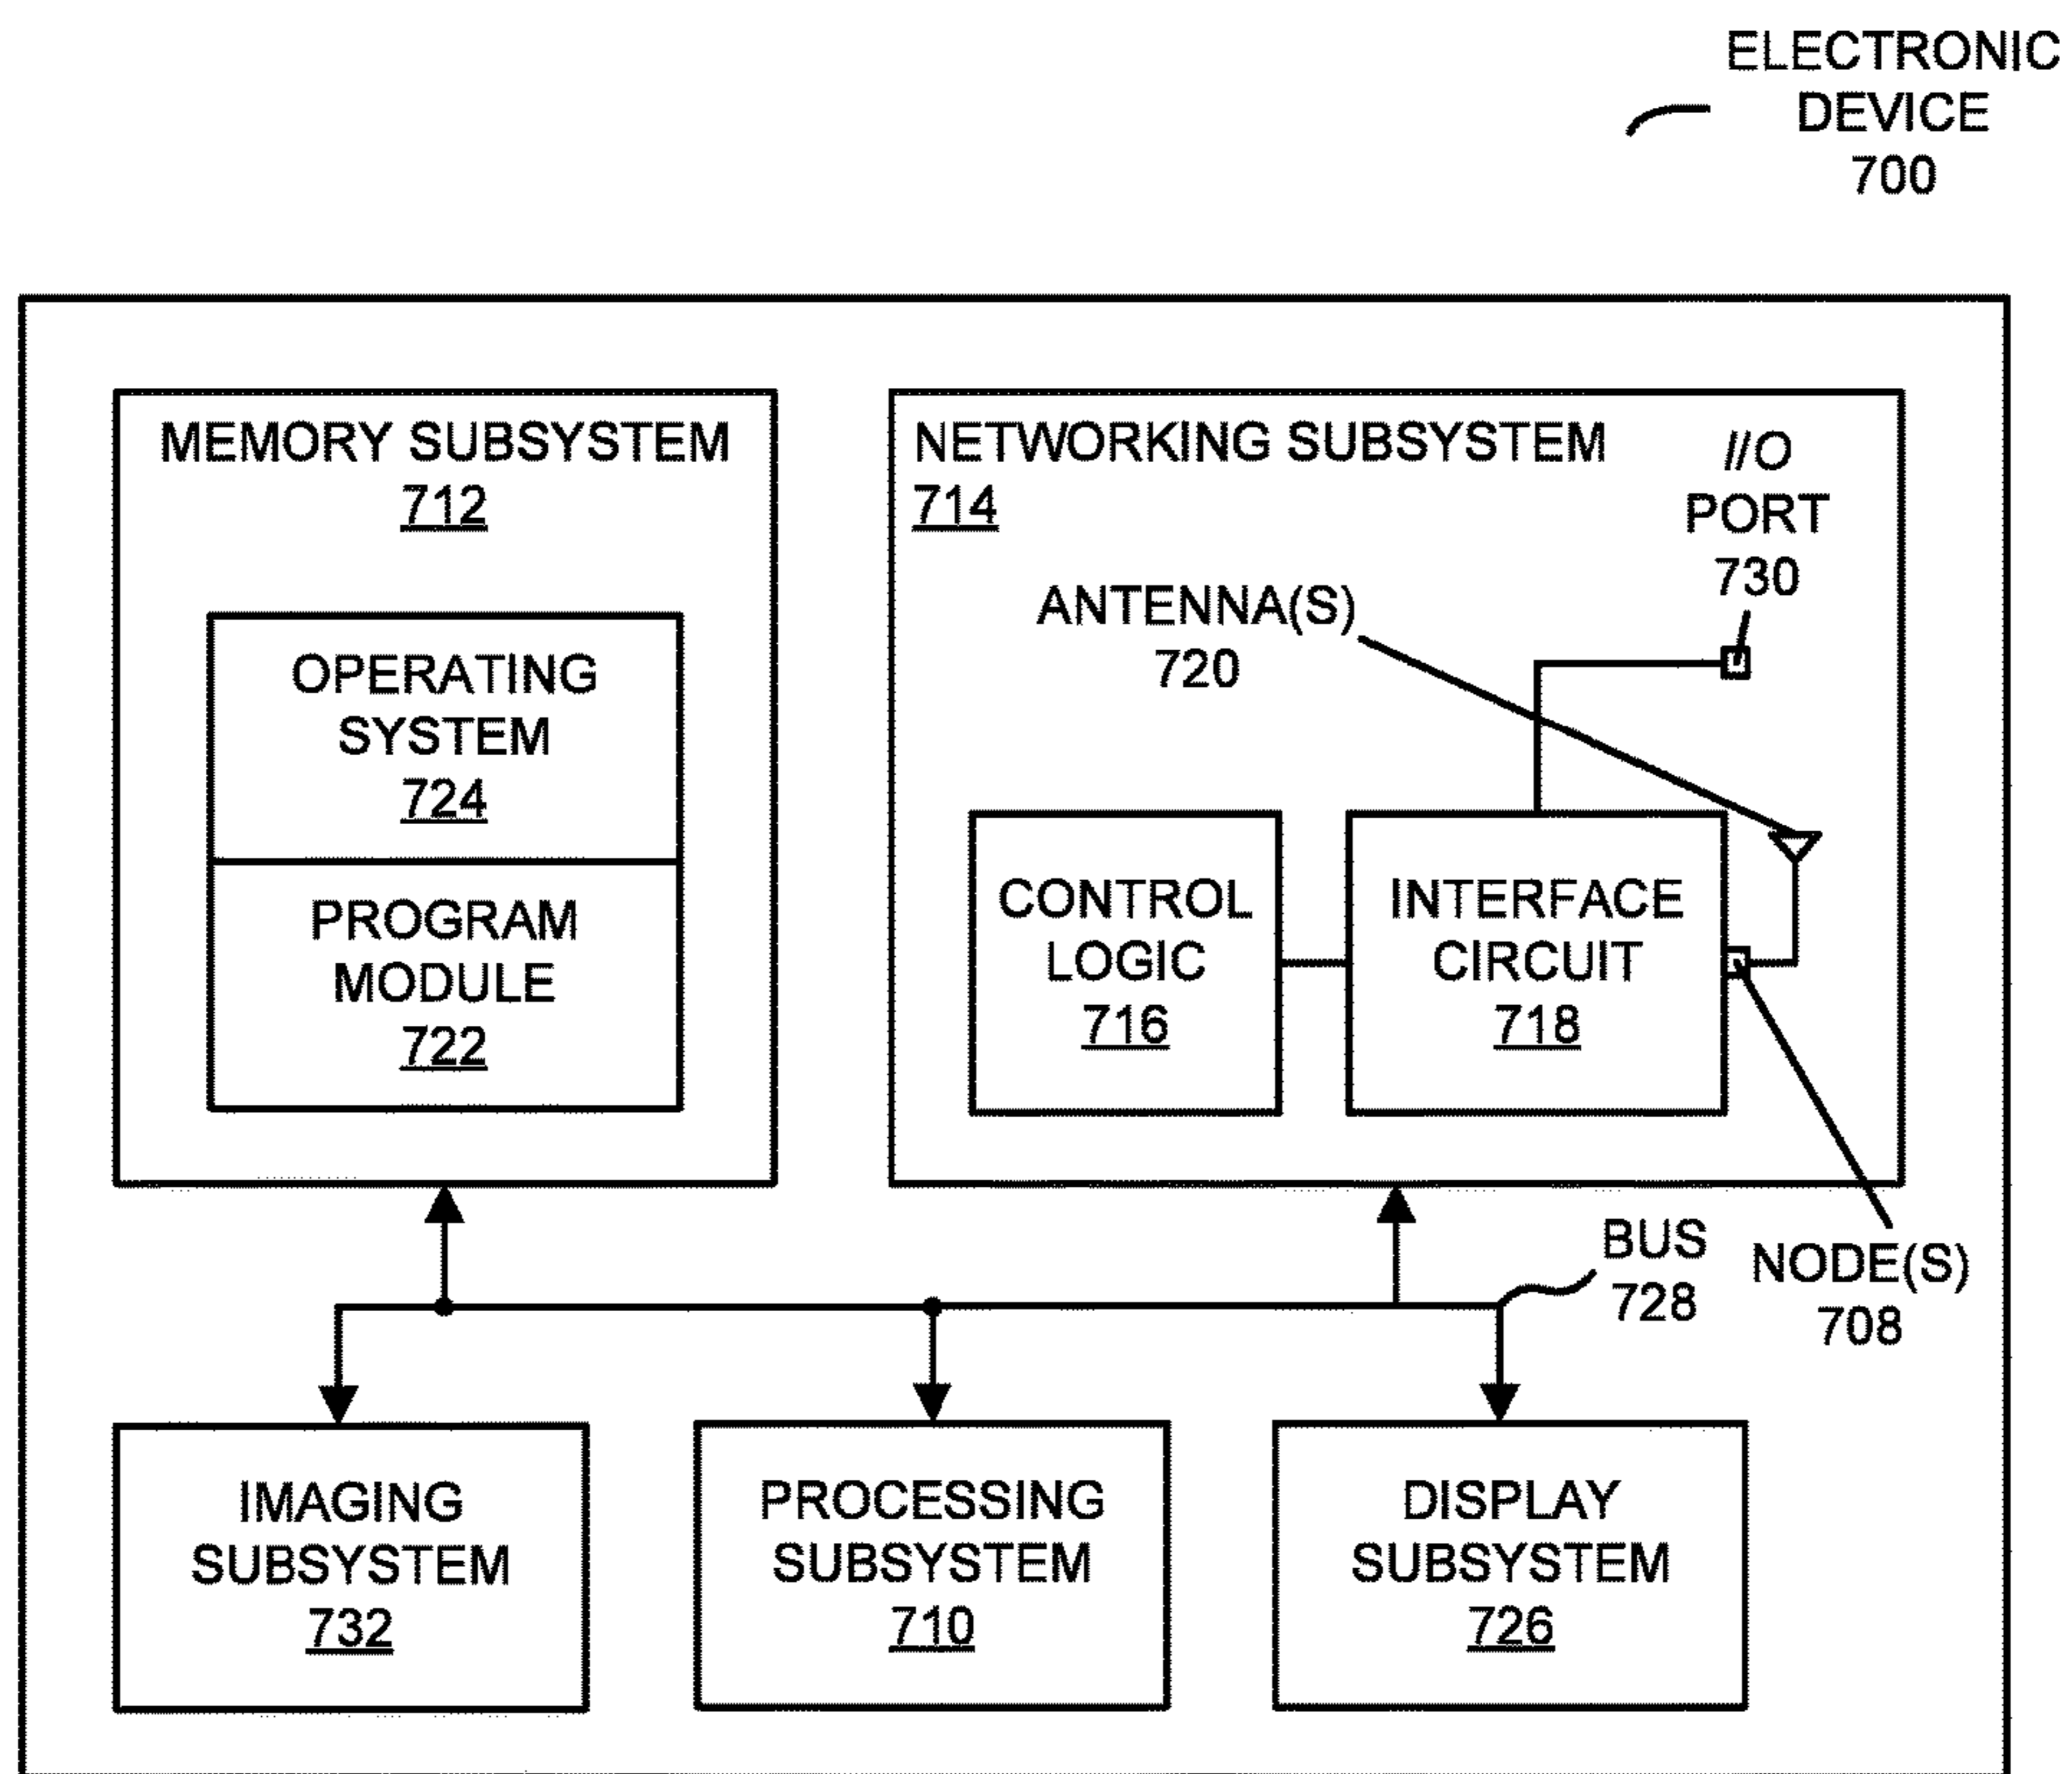 ELECTRONIC
DEVICE
700
MEMORY SUBSYSTEM
712
OPERATING
SYSTEM
724
PROGRAM
MODULE
722
NETWORKING SUBSYSTEM
714
I/O
PORT
730
ANTENNA(S)
720
CONTROL
LOGIC
716
INTERFACE
CIRCUIT
718
BUS
728
NODE(S)
708
IMAGING
SUBSYSTEM
732
PROCESSING
SUBSYSTEM
710
DISPLAY
SUBSYSTEM
726